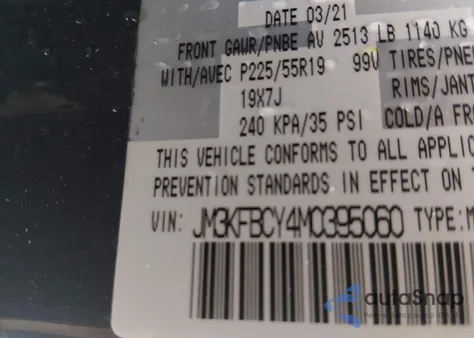 DATE 03/21
FRONT GAWR/PNBE AV 2513 LB 1140 KG
WITH/AVEC P225/55R19 99V TIRES/PNE
19X7J RIMS/JANT
240 KPA/35 PSI COLD/A FR
THIS VEHICLE CONFORMS TO ALL APPLIC
PREVENTION STANDARDS IN EFFECT ON T
VIN: JM3KFBCY4M0395060 TYPE:M
autoSnap